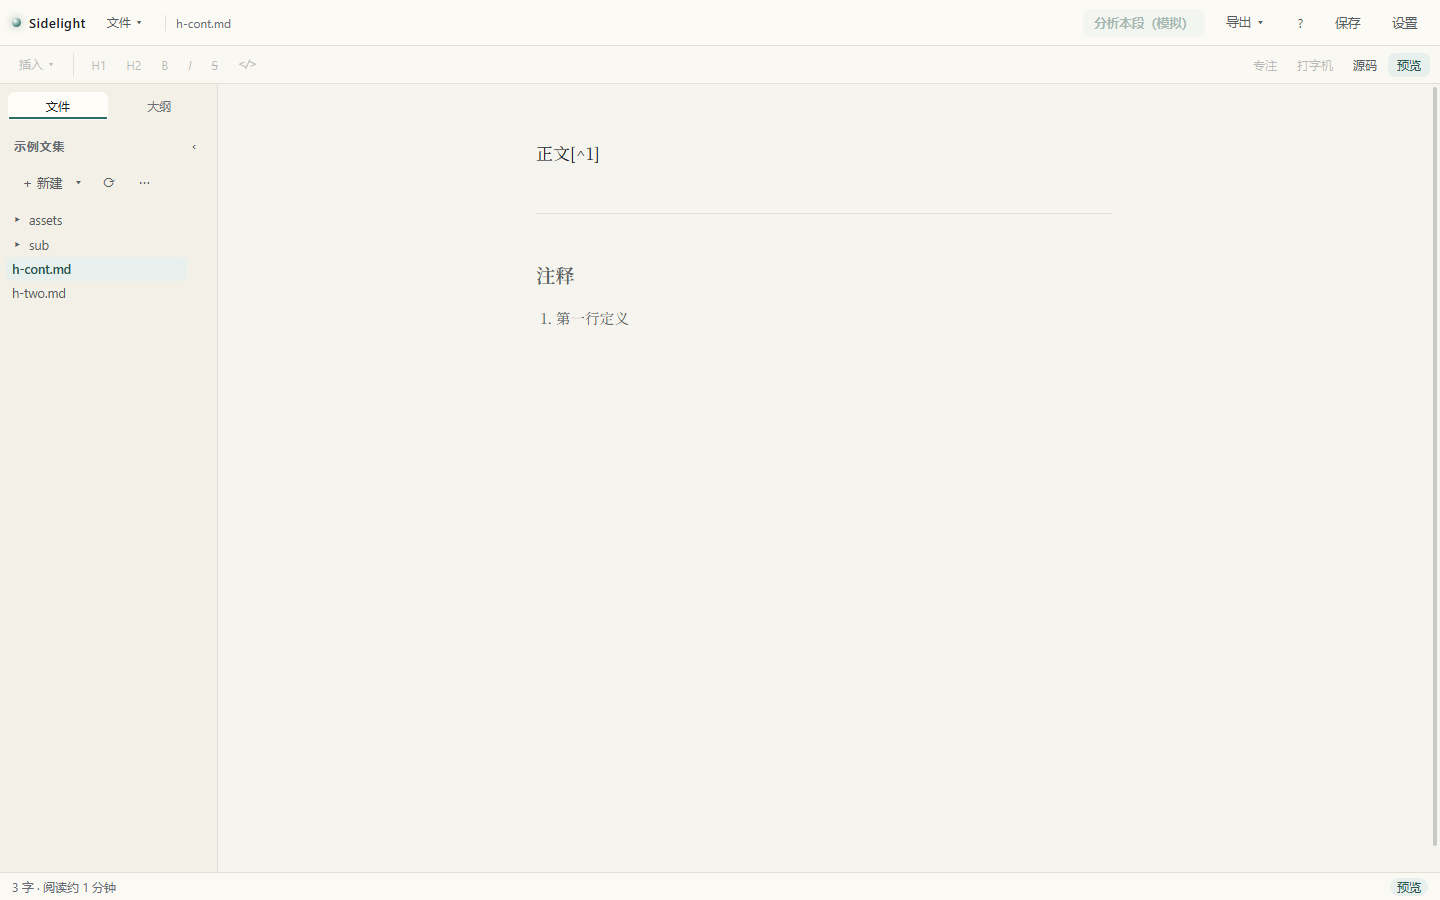 Sidelight 文件 h-cont.md 分析本段（模拟） 导出 ? 保存 设置
插入 H1 H2 B I S </> 专注 打字机 源码 预览
文件 大纲
示例文集 ‹
+ 新建 ···
assets
sub
h-cont.md
h-two.md
正文[^1]
注释
1. 第一行定义
3 字 · 阅读约 1 分钟 预览